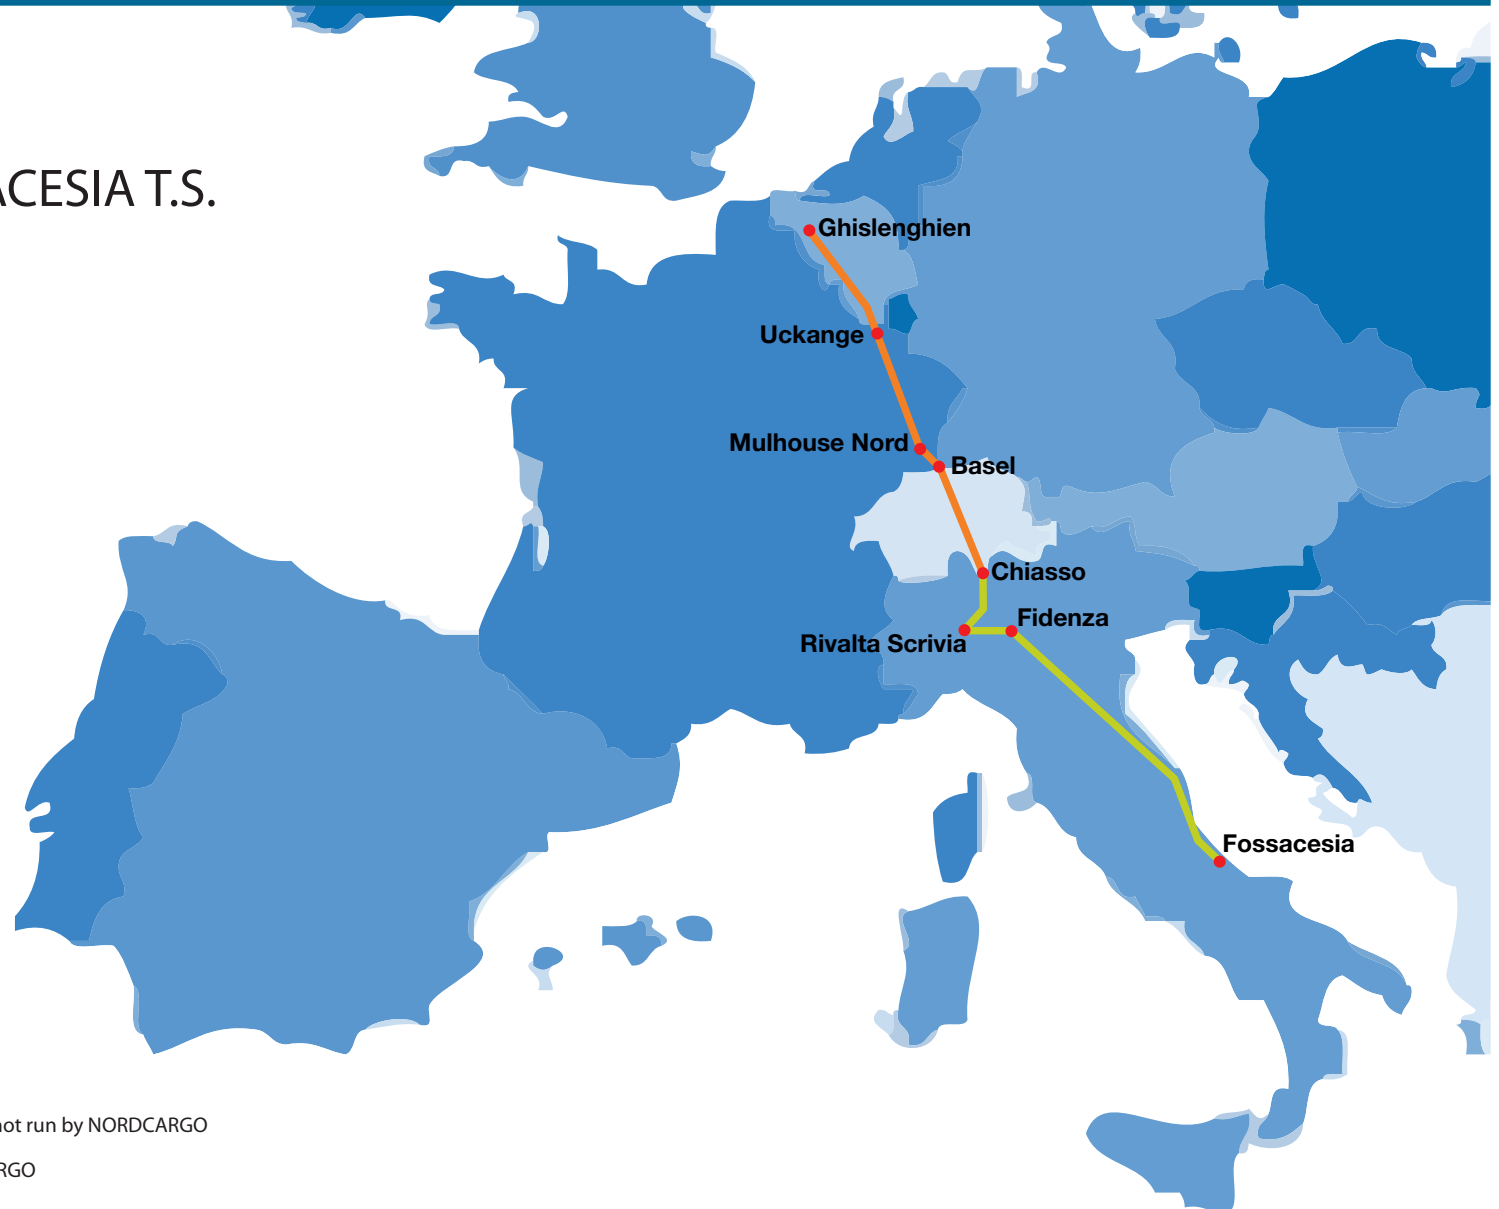 ACESIA T.S.
Ghislenghien
Uckange
Mulhouse Nord
Basel
Chiasso
Fidenza
Rivalta Scrivia
Fossacesia
not run by NORDCARGO
RGO